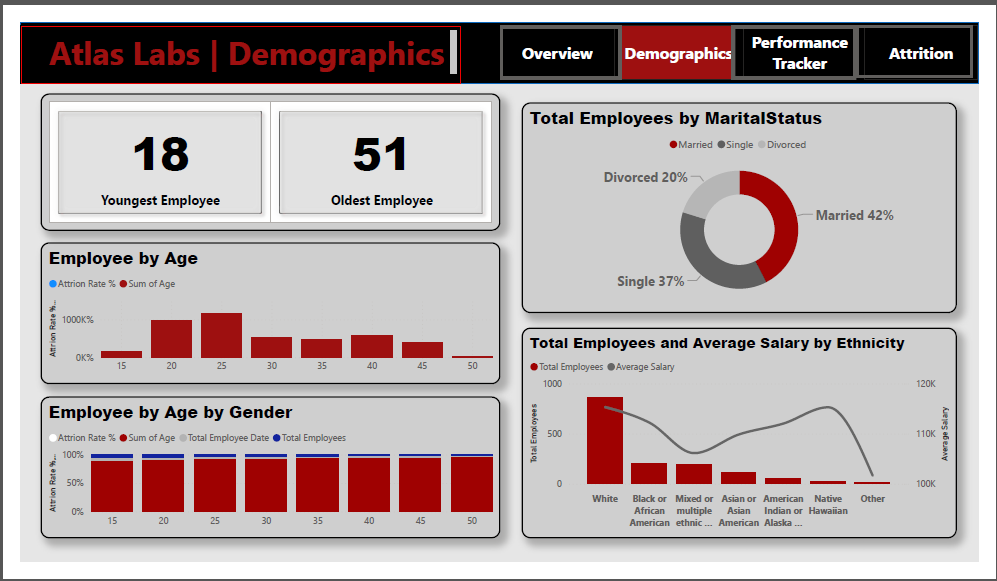 Atlas Labs | Demographics
Overview
Demographics
Performance
Tracker
Attrition
18
Youngest Employee
51
Oldest Employee
Employee by Age
Attrion Rate % Sum of Age
Attrion Rate %...
1000K%
0K%
15 20 25 30 35 40 45 50
Employee by Age by Gender
Attrion Rate % Sum of Age Total Employee Date Total Employees
Attrion Rate %...
100%
50%
0%
15 20 25 30 35 40 45 50
Total Employees by MaritalStatus
Married Single Divorced
Divorced 20%
Married 42%
Single 37%
Total Employees and Average Salary by Ethnicity
Total Employees Average Salary
Total Employees
1000
500
0
120K
110K
100K
Average Salary
White
Black or
African
American
Mixed or
multiple
ethnic ...
Asian or
Asian
American
American
Indian or
Alaska ...
Native
Hawaiian
Other